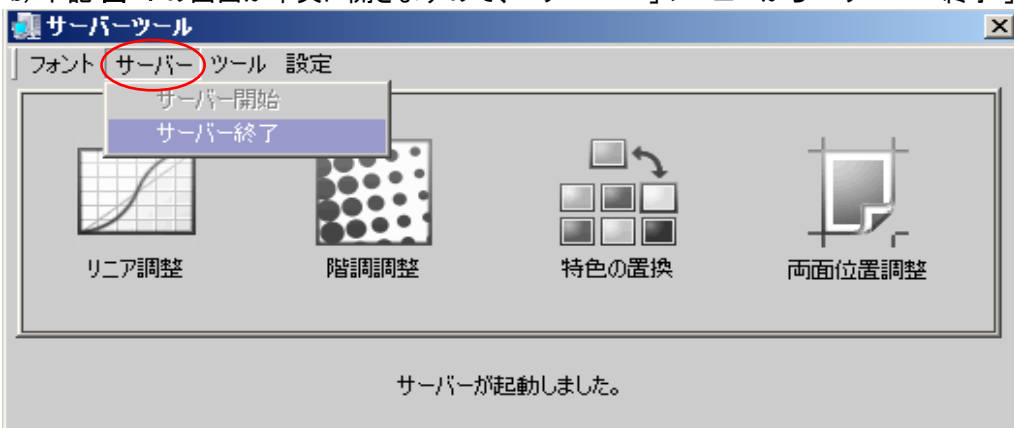 サーバーツール
フォント サーバー ツール 設定
サーバー開始
サーバー終了
リニア調整 階調調整 特色の置換 両面位置調整
サーバーが起動しました。